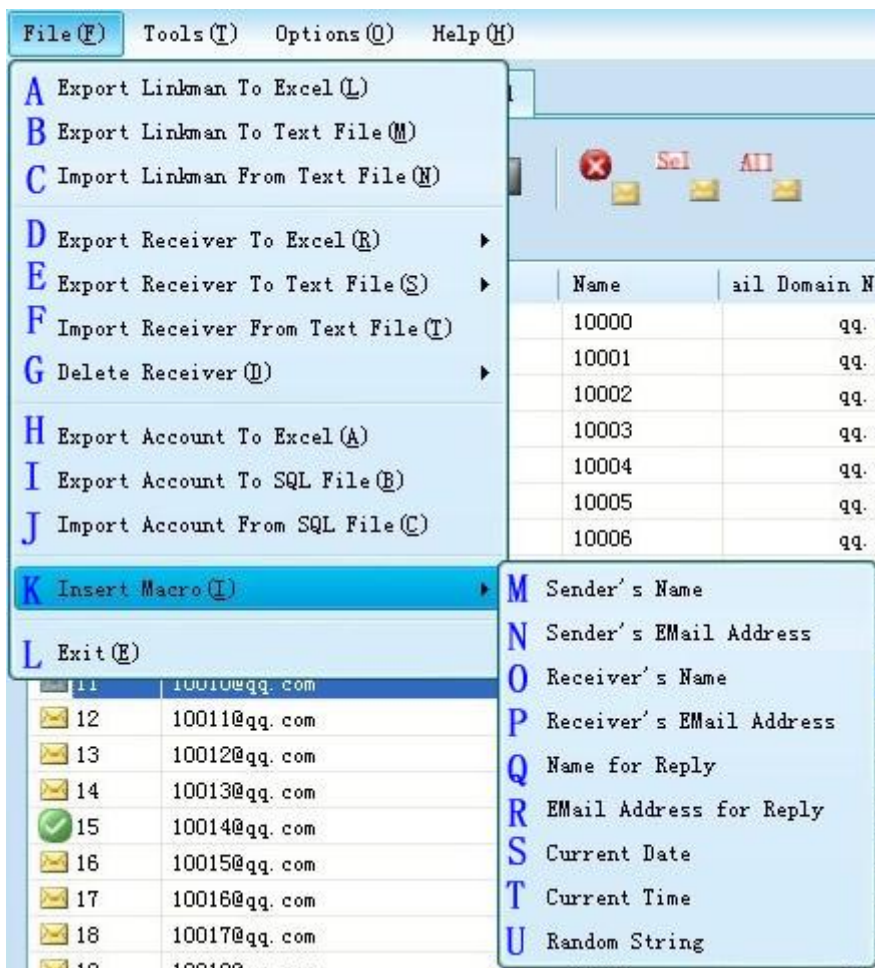 File(F) Tools(T) Options(O) Help(H)
A Export Linkman To Excel(L)
B Export Linkman To Text File(M)
C Import Linkman From Text File(N)
Sel All
D Export Receiver To Excel(R)
E Export Receiver To Text File(S)
F Import Receiver From Text File(T)
G Delete Receiver(D)
H Export Account To Excel(A)
I Export Account To SQL File(B)
J Import Account From SQL File(C)
K Insert Macro(I)
L Exit(E)
Name ail Domain N
10000 qq.
10001 qq.
10002 qq.
10003 qq.
10004 qq.
10005 qq.
10006 qq.
M Sender's Name
N Sender's EMail Address
O Receiver's Name
P Receiver's EMail Address
Q Name for Reply
R EMail Address for Reply
S Current Date
T Current Time
U Random String
11 10010@qq.com
12 10011@qq.com
13 10012@qq.com
14 10013@qq.com
15 10014@qq.com
16 10015@qq.com
17 10016@qq.com
18 10017@qq.com